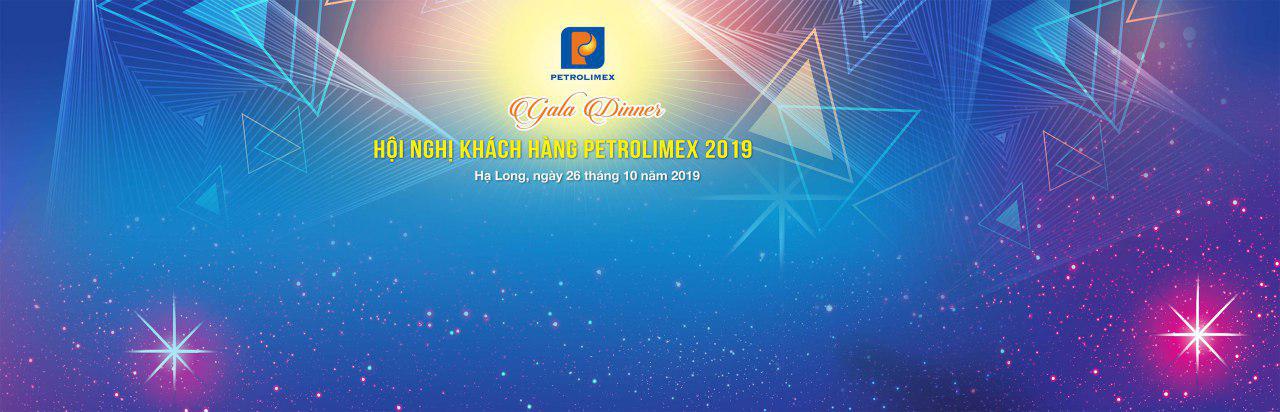 PETROLIMEX
Gala Dinner
HỘI NGHỊ KHÁCH HÀNG PETROLIMEX 2019
Hạ Long, ngày 26 tháng 10 năm 2019